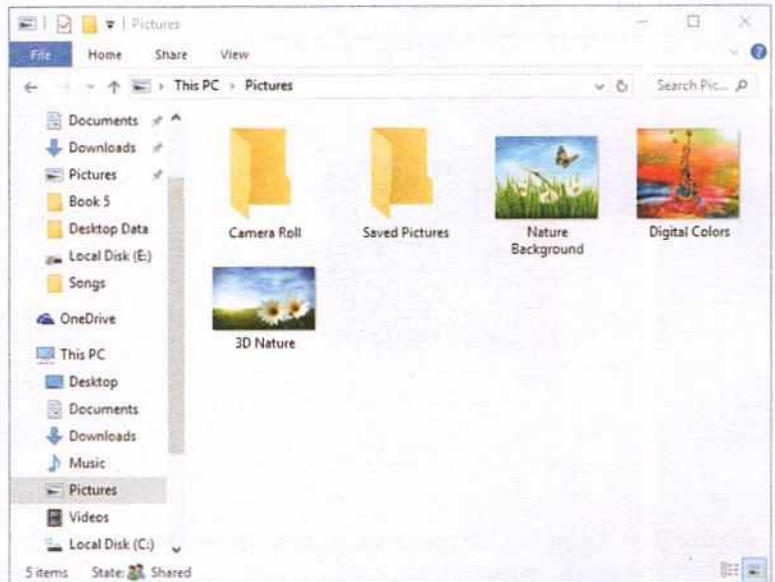 Pictures
File Home Share View
This PC > Pictures
Search Pic...
Documents
Downloads
Pictures
Book 5
Desktop Data
Local Disk (E:)
Songs
OneDrive
This PC
Desktop
Documents
Downloads
Music
Pictures
Videos
Local Disk (C:)
Camera Roll
Saved Pictures
Nature
Background
Digital Colors
3D Nature
5 items State: Shared